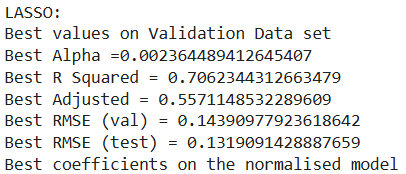 LASSO:
Best values on Validation Data set
Best Alpha =0.002364489412645407
Best R Squared = 0.7062344312663479
Best Adjusted = 0.5571148532289609
Best RMSE (val) = 0.14390977923618642
Best RMSE (test) = 0.1319091428887659
Best coefficients on the normalised model